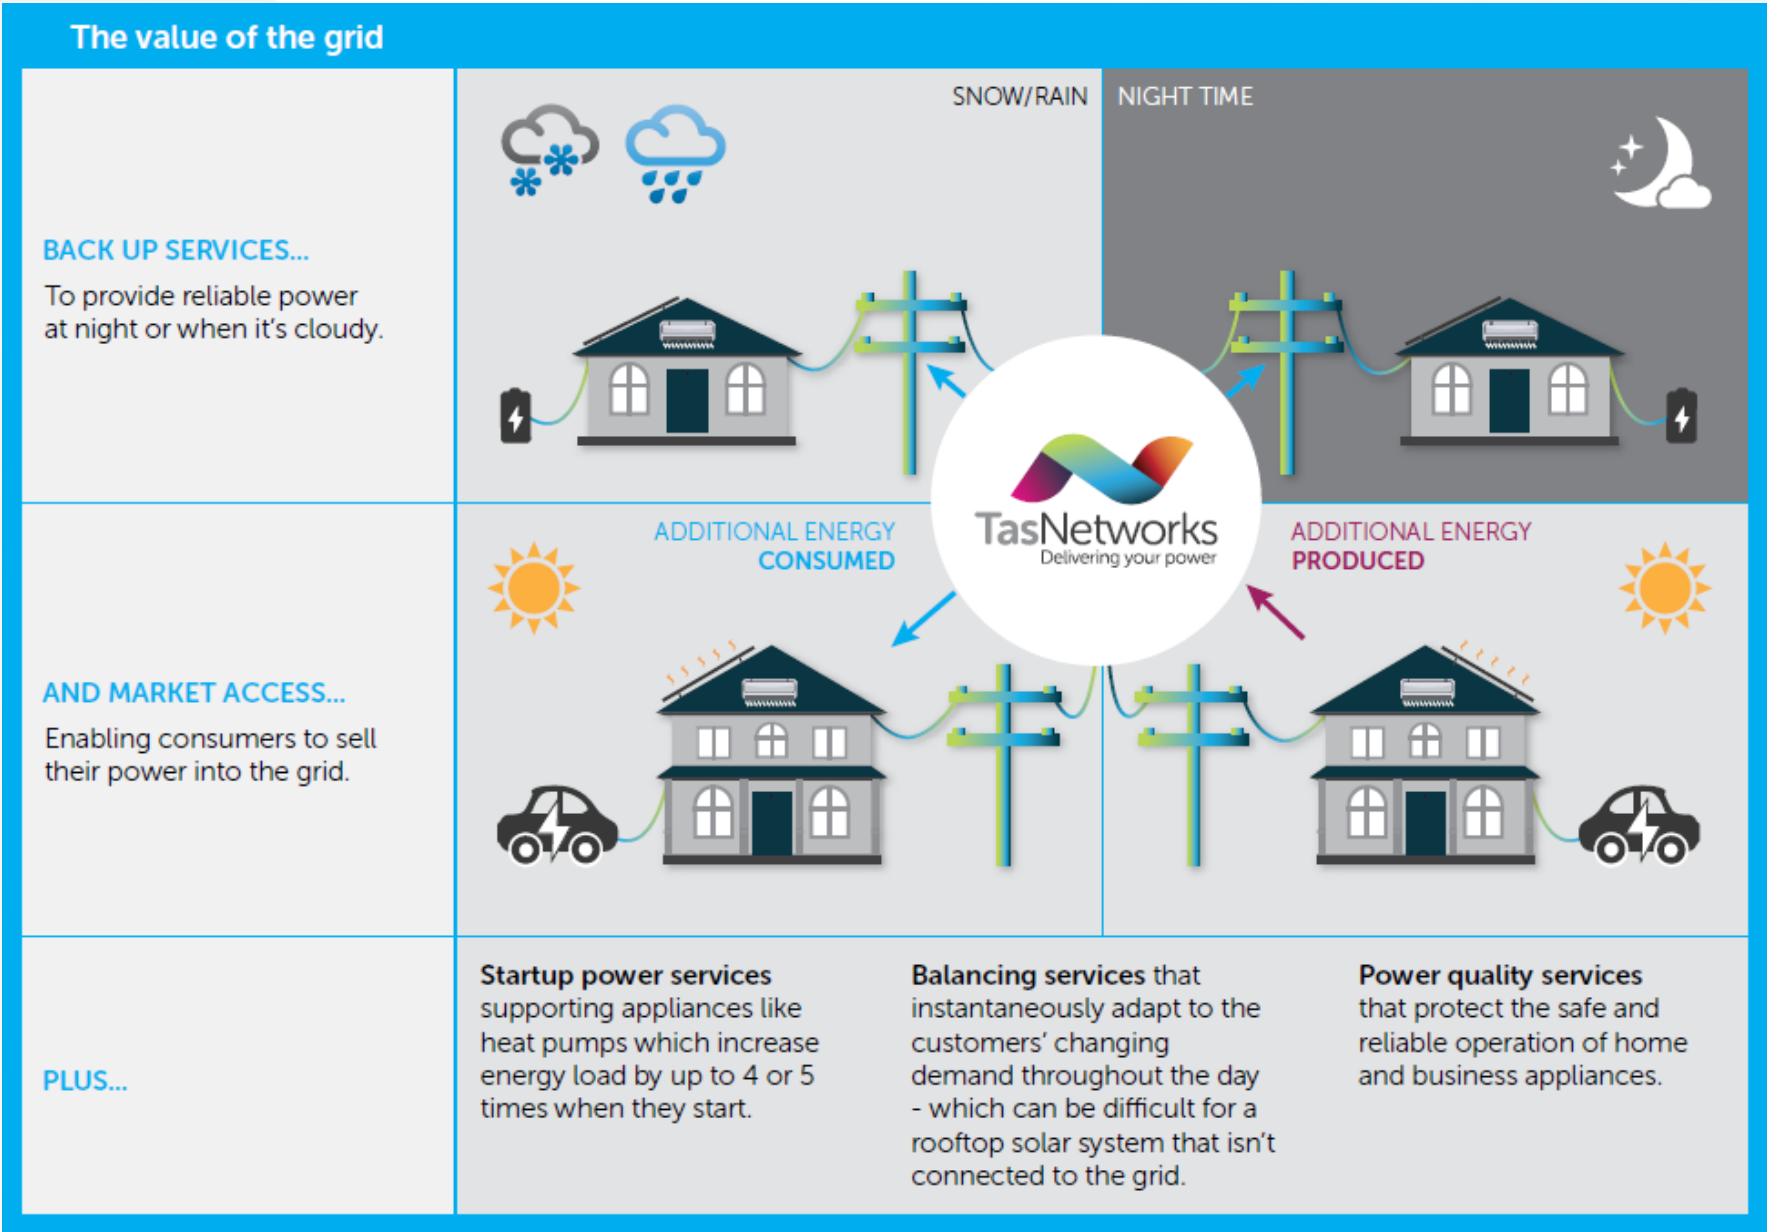 The value of the grid
SNOW/RAIN
NIGHT TIME
BACK UP SERVICES...
To provide reliable power
at night or when it's cloudy.
TasNetworks
Delivering your power
ADDITIONAL ENERGY
CONSUMED
ADDITIONAL ENERGY
PRODUCED
AND MARKET ACCESS...
Enabling consumers to sell
their power into the grid.
PLUS...
Startup power services
supporting appliances like
heat pumps which increase
energy load by up to 4 or 5
times when they start.
Balancing services that
instantaneously adapt to the
customers' changing
demand throughout the day
- which can be difficult for a
rooftop solar system that isn't
connected to the grid.
Power quality services
that protect the safe and
reliable operation of home
and business appliances.